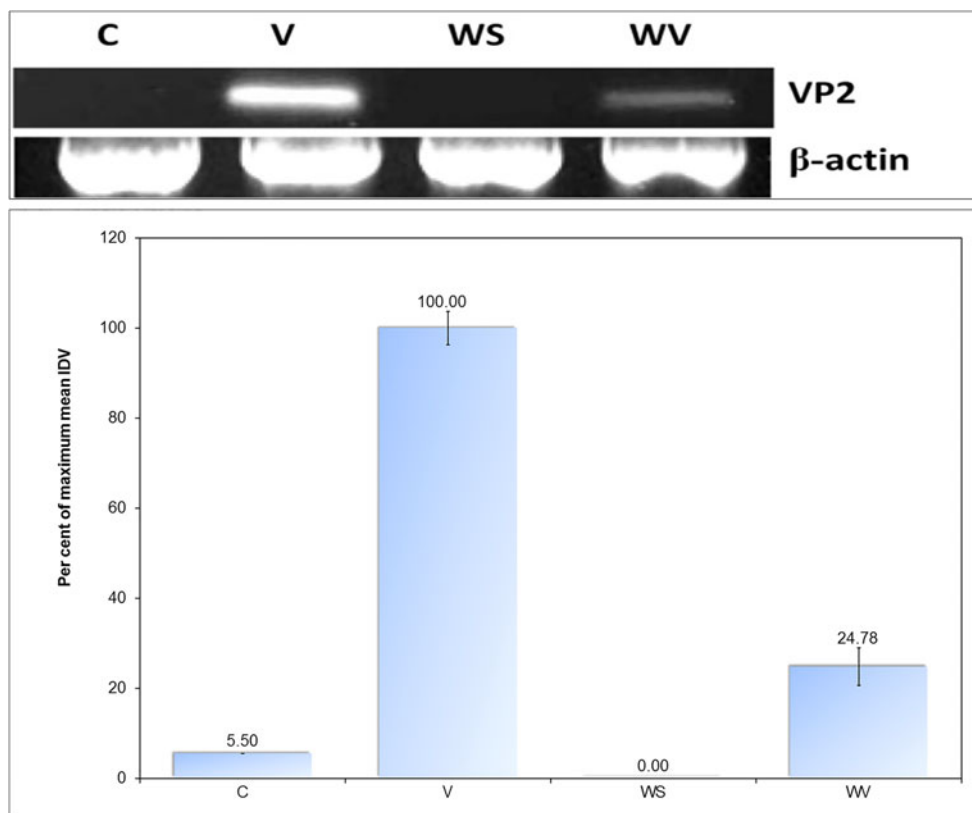 C V WS WV
VP2
β-actin
120
100
80
60
40
20
0
Per cent of maximum mean IDV
5.50
100.00
0.00
24.78
C V WS WV